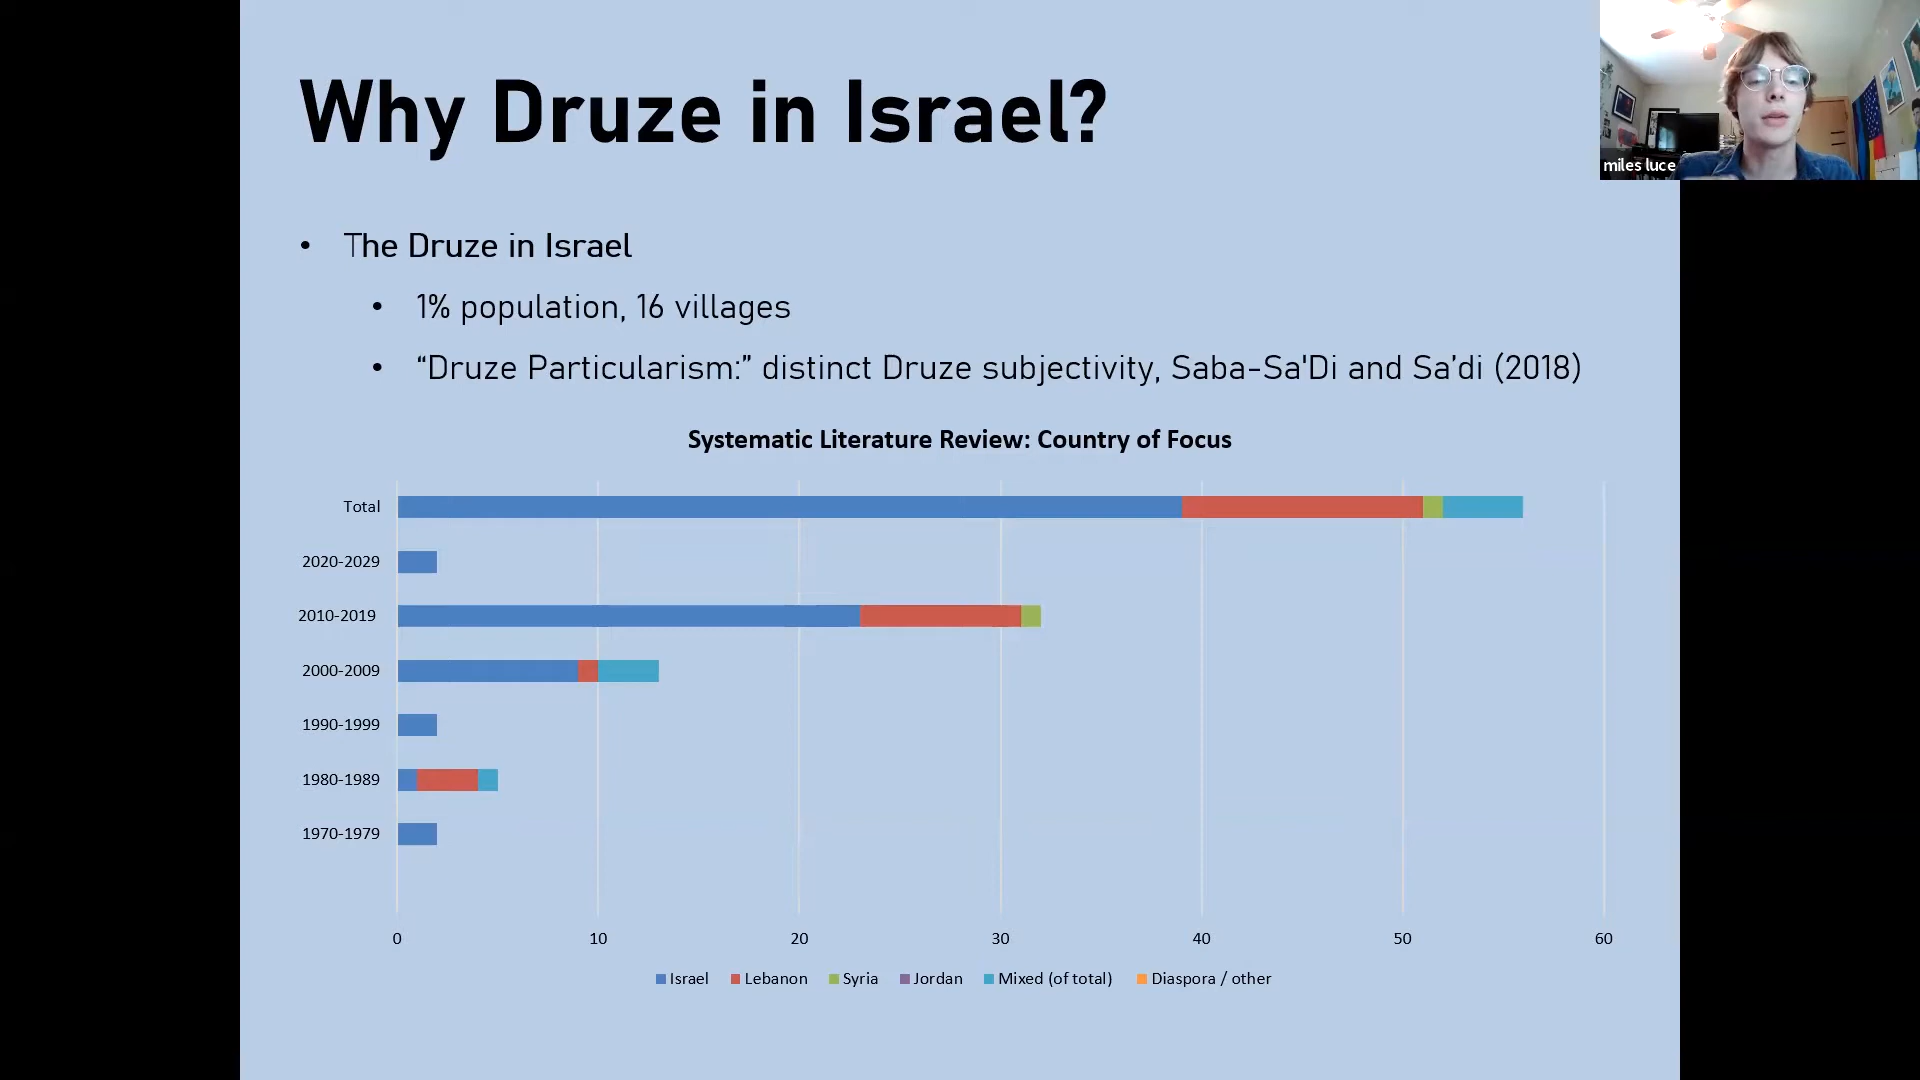 Why Druze in Israel?
miles luce
• The Druze in Israel
• 1% population, 16 villages
• “Druze Particularism:” distinct Druze subjectivity, Saba-Sa'Di and Sa’di (2018)
Systematic Literature Review: Country of Focus
Total
2020-2029
2010-2019
2000-2009
1990-1999
1980-1989
1970-1979
0 10 20 30 40 50 60
Israel Lebanon Syria Jordan Mixed (of total) Diaspora / other